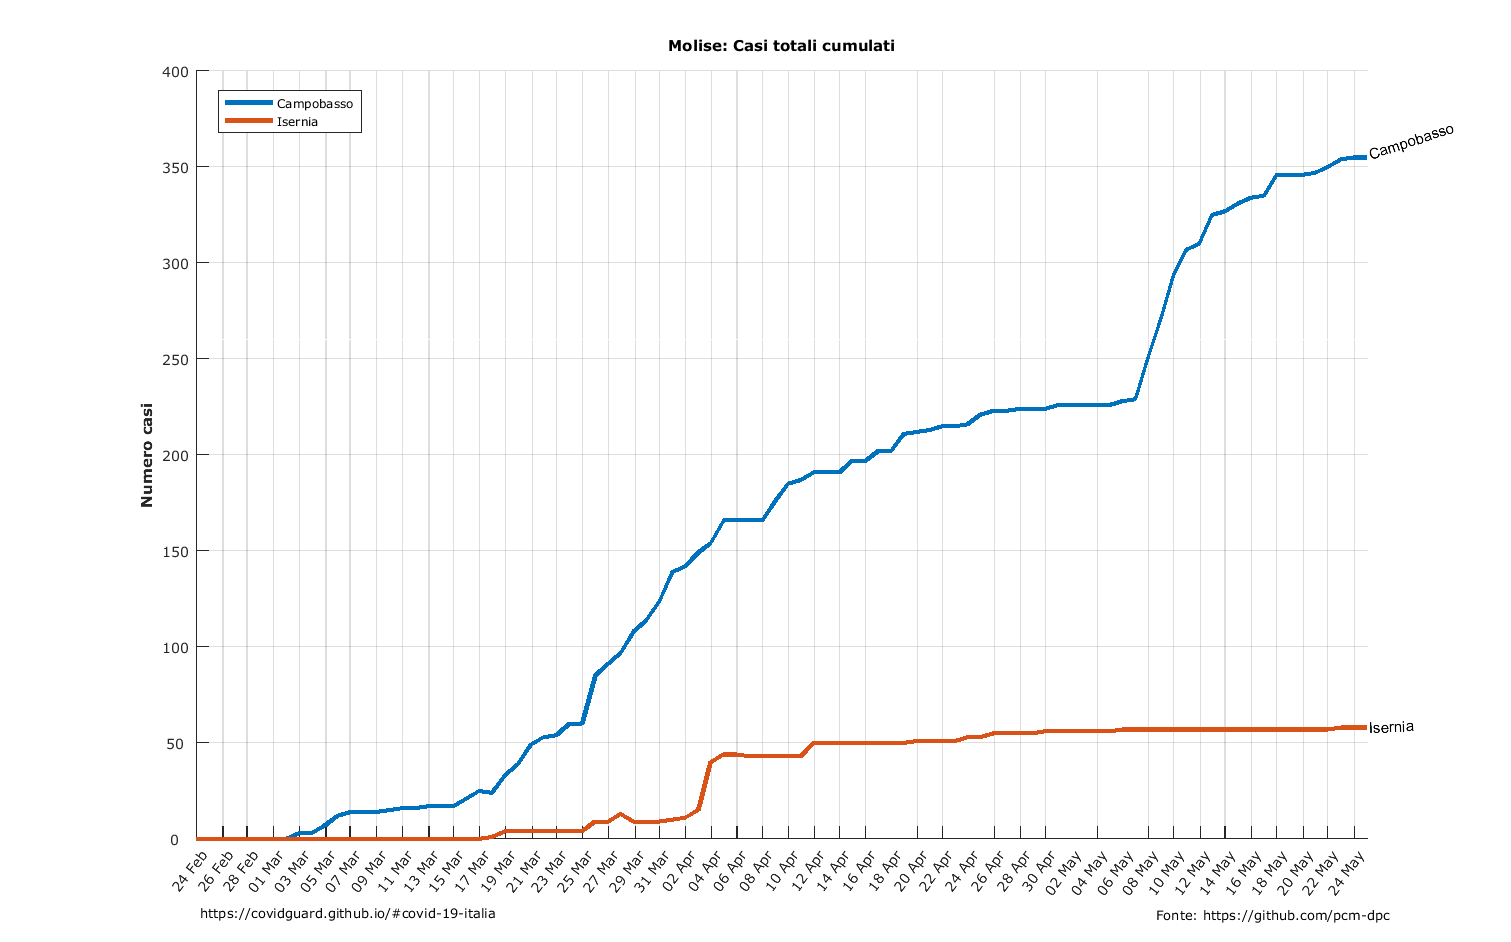 Molise: Casi totali cumulati
400
350
300
250
200
150
100
50
0
Numero casi
Campobasso
Isernia
Campobasso
Isernia
24 Feb
26 Feb
28 Feb
01 Mar
03 Mar
05 Mar
07 Mar
09 Mar
11 Mar
13 Mar
15 Mar
17 Mar
19 Mar
21 Mar
23 Mar
25 Mar
27 Mar
29 Mar
31 Mar
02 Apr
04 Apr
06 Apr
08 Apr
10 Apr
12 Apr
14 Apr
16 Apr
18 Apr
20 Apr
22 Apr
24 Apr
26 Apr
28 Apr
30 Apr
02 May
04 May
06 May
08 May
10 May
12 May
14 May
16 May
18 May
20 May
22 May
24 May
https://covidguard.github.io/#covid-19-italia
Fonte: https://github.com/pcm-dpc